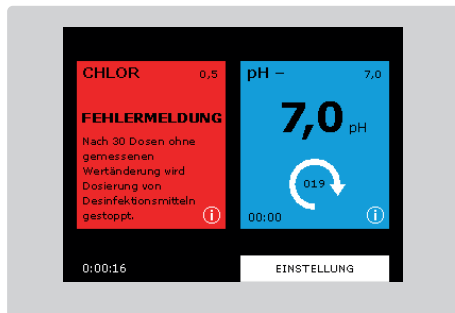 CHLOR 0,5
FEHLERMELDUNG
Nach 30 Dosen ohne
gemessenen
Wertänderung wird
Dosierung von
Desinfektionsmitteln
gestoppt.
i
pH – 7,0
7,0 pH
019
00:00
i
0:00:16
EINSTELLUNG